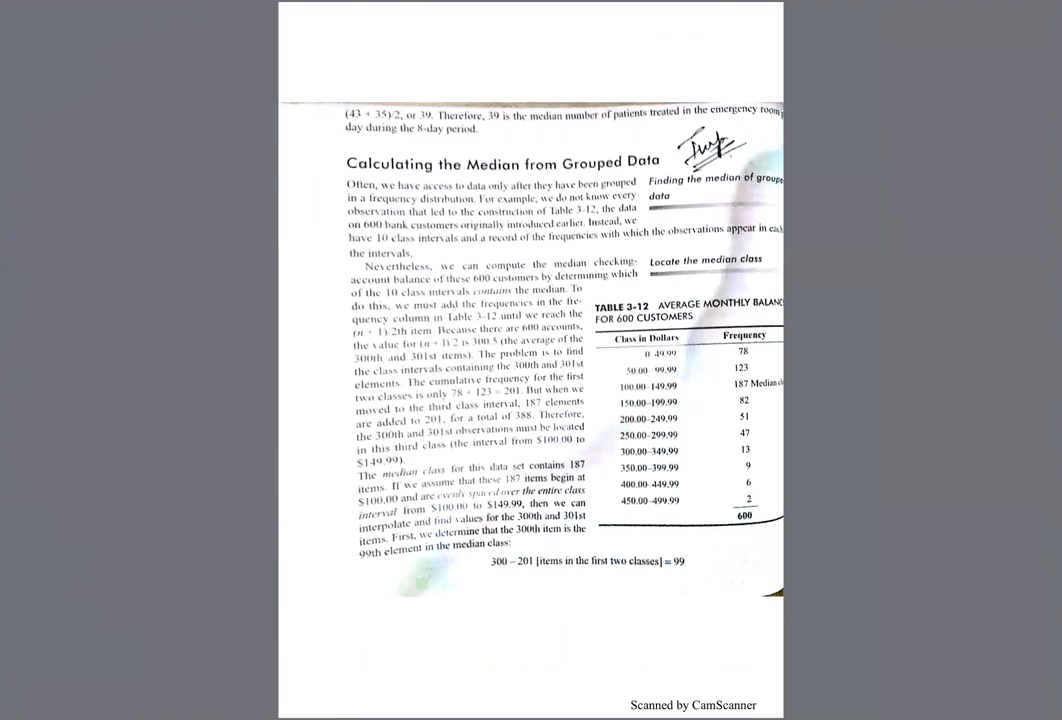 (43 + 35)/2, or 39. Therefore, 39 is the median number of patients treated in the emergency room
day during the 8-day period.
Calculating the Median from Grouped Data
Often, we have access to data only after they have been grouped
in a frequency distribution. For example, we do not know every
observation that led to the construction of Table 3-12, the data
on 600 bank customers originally introduced earlier. Instead, we
have 10 class intervals and a record of the frequencies with which the observations appear in each
the intervals.
Finding the median of groupe
data
Nevertheless, we can compute the median checking-
account balance of these 600 customers by determining which
of the 10 class intervals contains the median. To
do this, we must add the frequencies in the fre-
quency column in Table 3-12 until we reach the
(n + 1)/2th item Because there are 600 accounts,
the value for (n + 1)/2 is 300.5 (the average of the
300th and 301st items). The problem is to find
the class intervals containing the 300th and 301st
elements. The cumulative frequency for the first
two classes is only 78 + 123 = 201. But when we
moved to the third class interval, 187 elements
are added to 201, for a total of 388. Therefore,
the 300th and 301st observations must be located
in this third class (the interval from $100.00 to
$149.99).
The median class for this data set contains 187
items. If we assume that these 187 items begin at
$100.00 and are evenly spaced over the entire class
interval from $100.00 to $149.99, then we can
interpolate and find values for the 300th and 301st
items. First, we determine that the 300th item is the
99th element in the median class:
Locate the median class
TABLE 3-12 AVERAGE MONTHLY BALANC
FOR 600 CUSTOMERS
Class in Dollars Frequency
0-49.99 78
50.00-99.99 123
100.00-149.99 187 Median
150.00-199.99 82
200.00-249.99 51
250.00-299.99 47
300.00-349.99 13
350.00-399.99 9
400.00-449.99 6
450.00-499.99 2
600
300 – 201 [items in the first two classes] = 99
Scanned by CamScanner